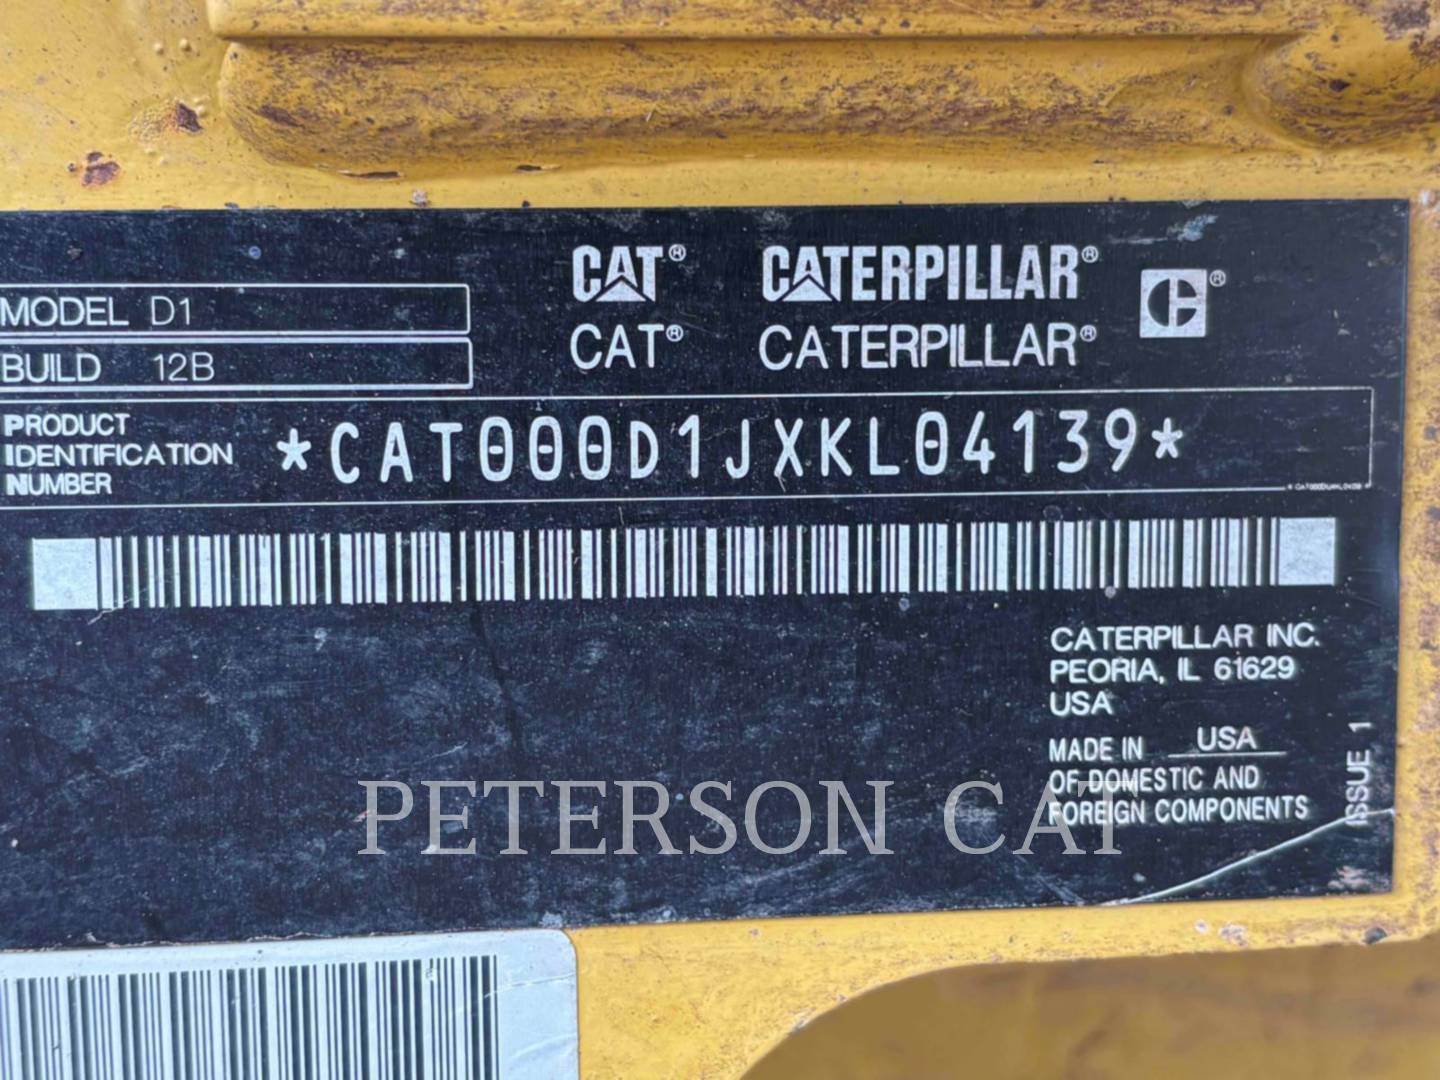 CAT® CATERPILLAR® C®
MODEL D1
CAT® CATERPILLAR®
BUILD 12B
PRODUCT
IDENTIFICATION
NUMBER
*CAT000D1JXKL04139*
CATERPILLAR INC.
PEORIA, IL 61629
USA
MADE IN USA
OF DOMESTIC AND
FOREIGN COMPONENTS
ISSUE 1
PETERSON CAT